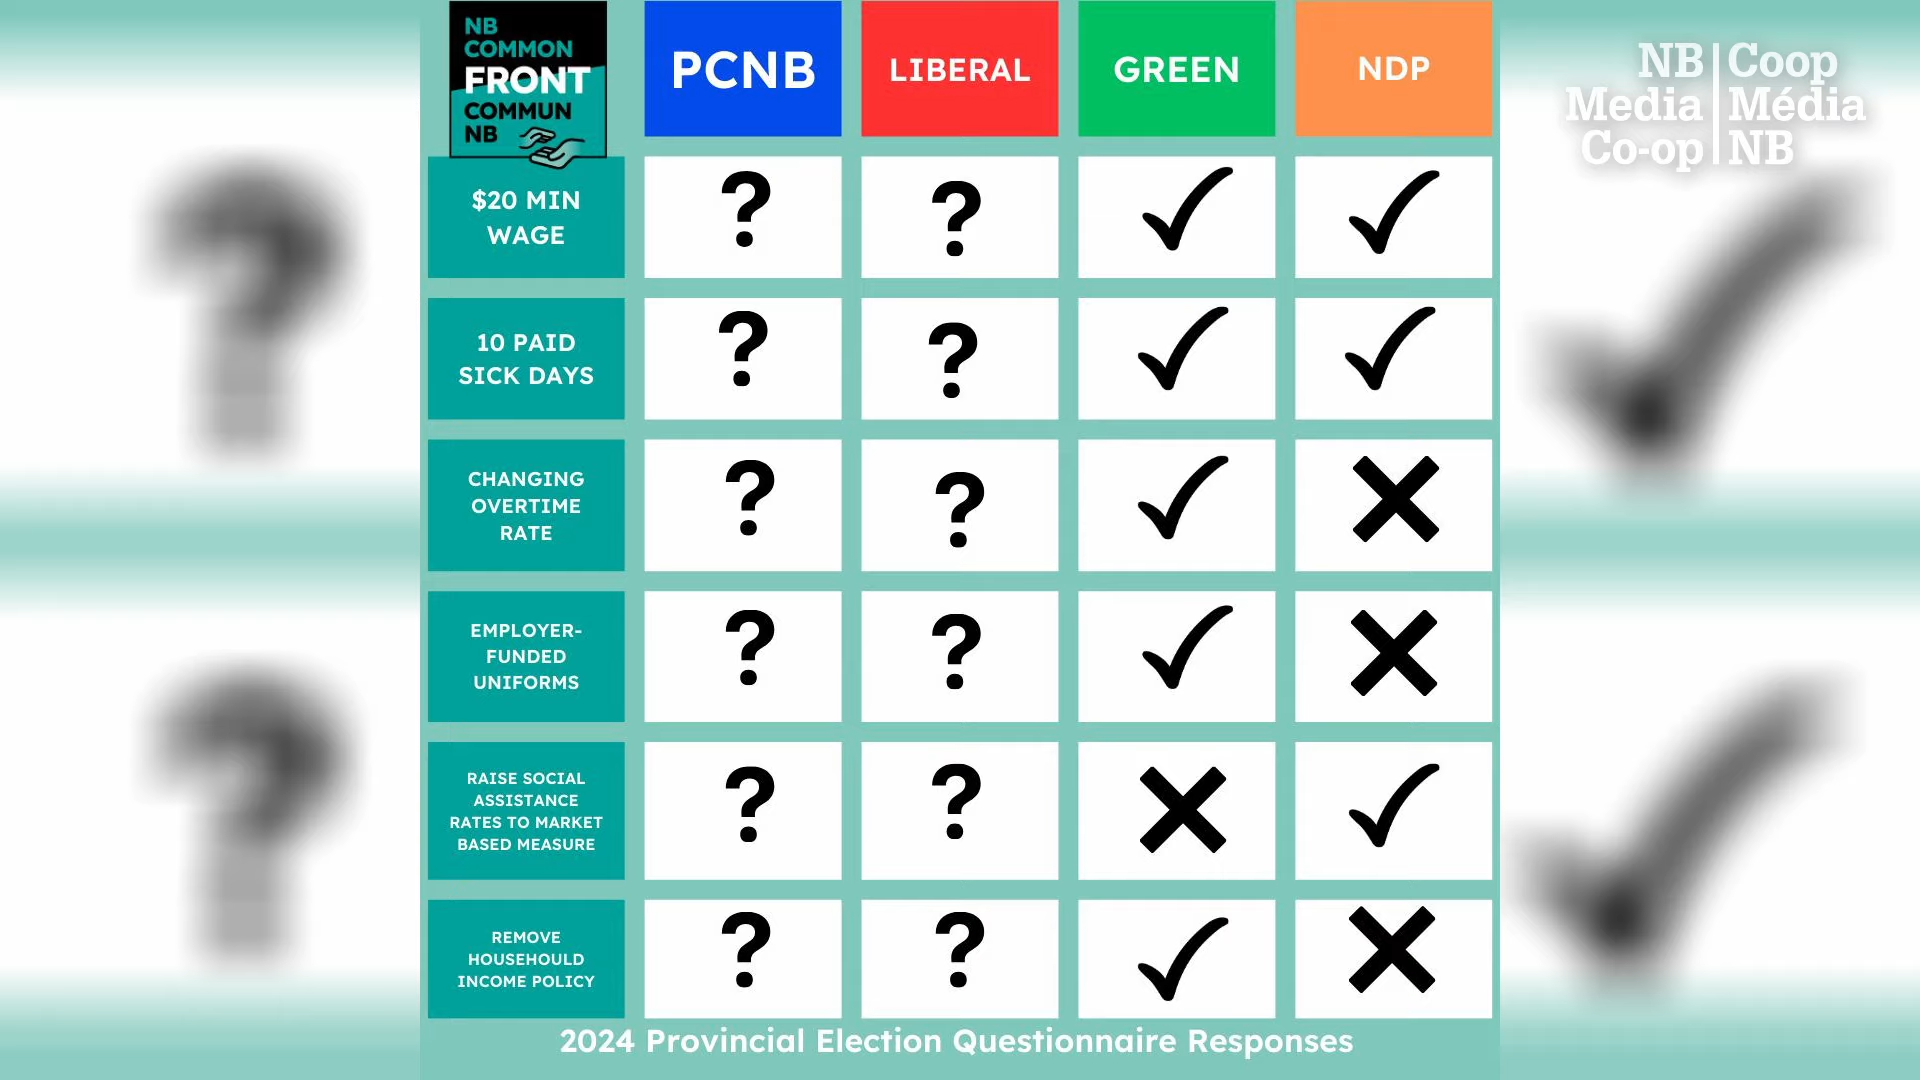 NB
COMMON
FRONT
COMMUN
NB
PCNB
LIBERAL
GREEN
NDP
NB
Media
Co-op
Coop
Média
NB
$20 MIN
WAGE
? ?
10 PAID
SICK DAYS
? ?
CHANGING
OVERTIME
RATE
? ?
EMPLOYER-
FUNDED
UNIFORMS
? ?
RAISE SOCIAL
ASSISTANCE
RATES TO MARKET
BASED MEASURE
? ?
REMOVE
HOUSEHOULD
INCOME POLICY
? ?
2024 Provincial Election Questionnaire Responses